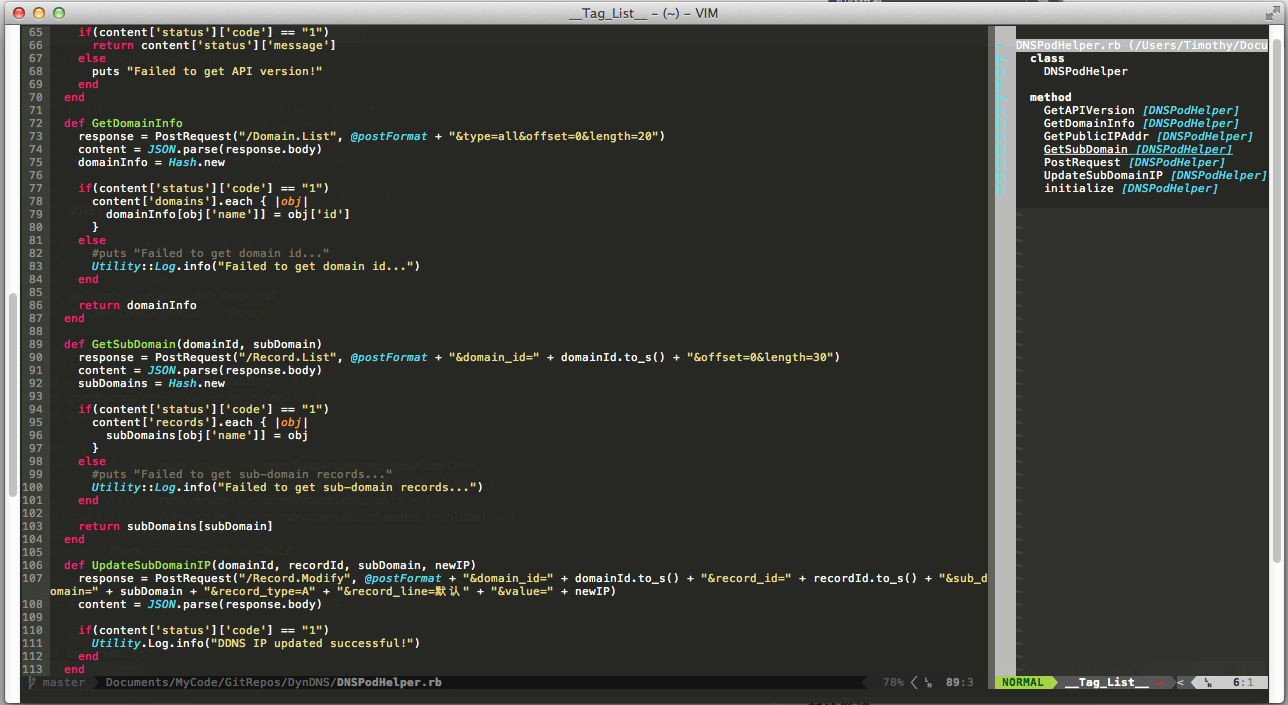 __Tag_List__ – (~) – VIM
65     if(content['status']['code'] == "1")
66       return content['status']['message']
67     else
68       puts "Failed to get API version!"
69     end
70   end
71
72   def GetDomainInfo
73     response = PostRequest("/Domain.List", @postFormat + "&type=all&offset=0&length=20")
74     content = JSON.parse(response.body)
75     domainInfo = Hash.new
76
77     if(content['status']['code'] == "1")
78       content['domains'].each { |obj|
79         domainInfo[obj['name']] = obj['id']
80       }
81     else
82       #puts "Failed to get domain id..."
83       Utility::Log.info("Failed to get domain id...")
84     end
85
86     return domainInfo
87   end
88
89   def GetSubDomain(domainId, subDomain)
90     response = PostRequest("/Record.List", @postFormat + "&domain_id=" + domainId.to_s() + "&offset=0&length=30")
91     content = JSON.parse(response.body)
92     subDomains = Hash.new
93
94     if(content['status']['code'] == "1")
95       content['records'].each { |obj|
96         subDomains[obj['name']] = obj
97       }
98     else
99       #puts "Failed to get sub-domain records..."
100       Utility::Log.info("Failed to get sub-domain records...")
101     end
102
103     return subDomains[subDomain]
104   end
105
106   def UpdateSubDomainIP(domainId, recordId, subDomain, newIP)
107     response = PostRequest("/Record.Modify", @postFormat + "&domain_id=" + domainId.to_s() + "&record_id=" + recordId.to_s() + "&sub_d
omain=" + subDomain + "&record_type=A" + "&record_line=默认" + "&value=" + newIP)
108     content = JSON.parse(response.body)
109
110     if(content['status']['code'] == "1")
111       Utility.Log.info("DDNS IP updated successful!")
112     end
113   end
master Documents/MyCode/GitRepos/DynDNS/DNSPodHelper.rb 78% 89:3
DNSPodHelper.rb (/Users/Timothy/Docu
class
DNSPodHelper
method
GetAPIVersion [DNSPodHelper]
GetDomainInfo [DNSPodHelper]
GetPublicIPAddr [DNSPodHelper]
GetSubDomain [DNSPodHelper]
PostRequest [DNSPodHelper]
UpdateSubDomainIP [DNSPodHelper]
initialize [DNSPodHelper]
NORMAL __Tag_List__ − < 6:1